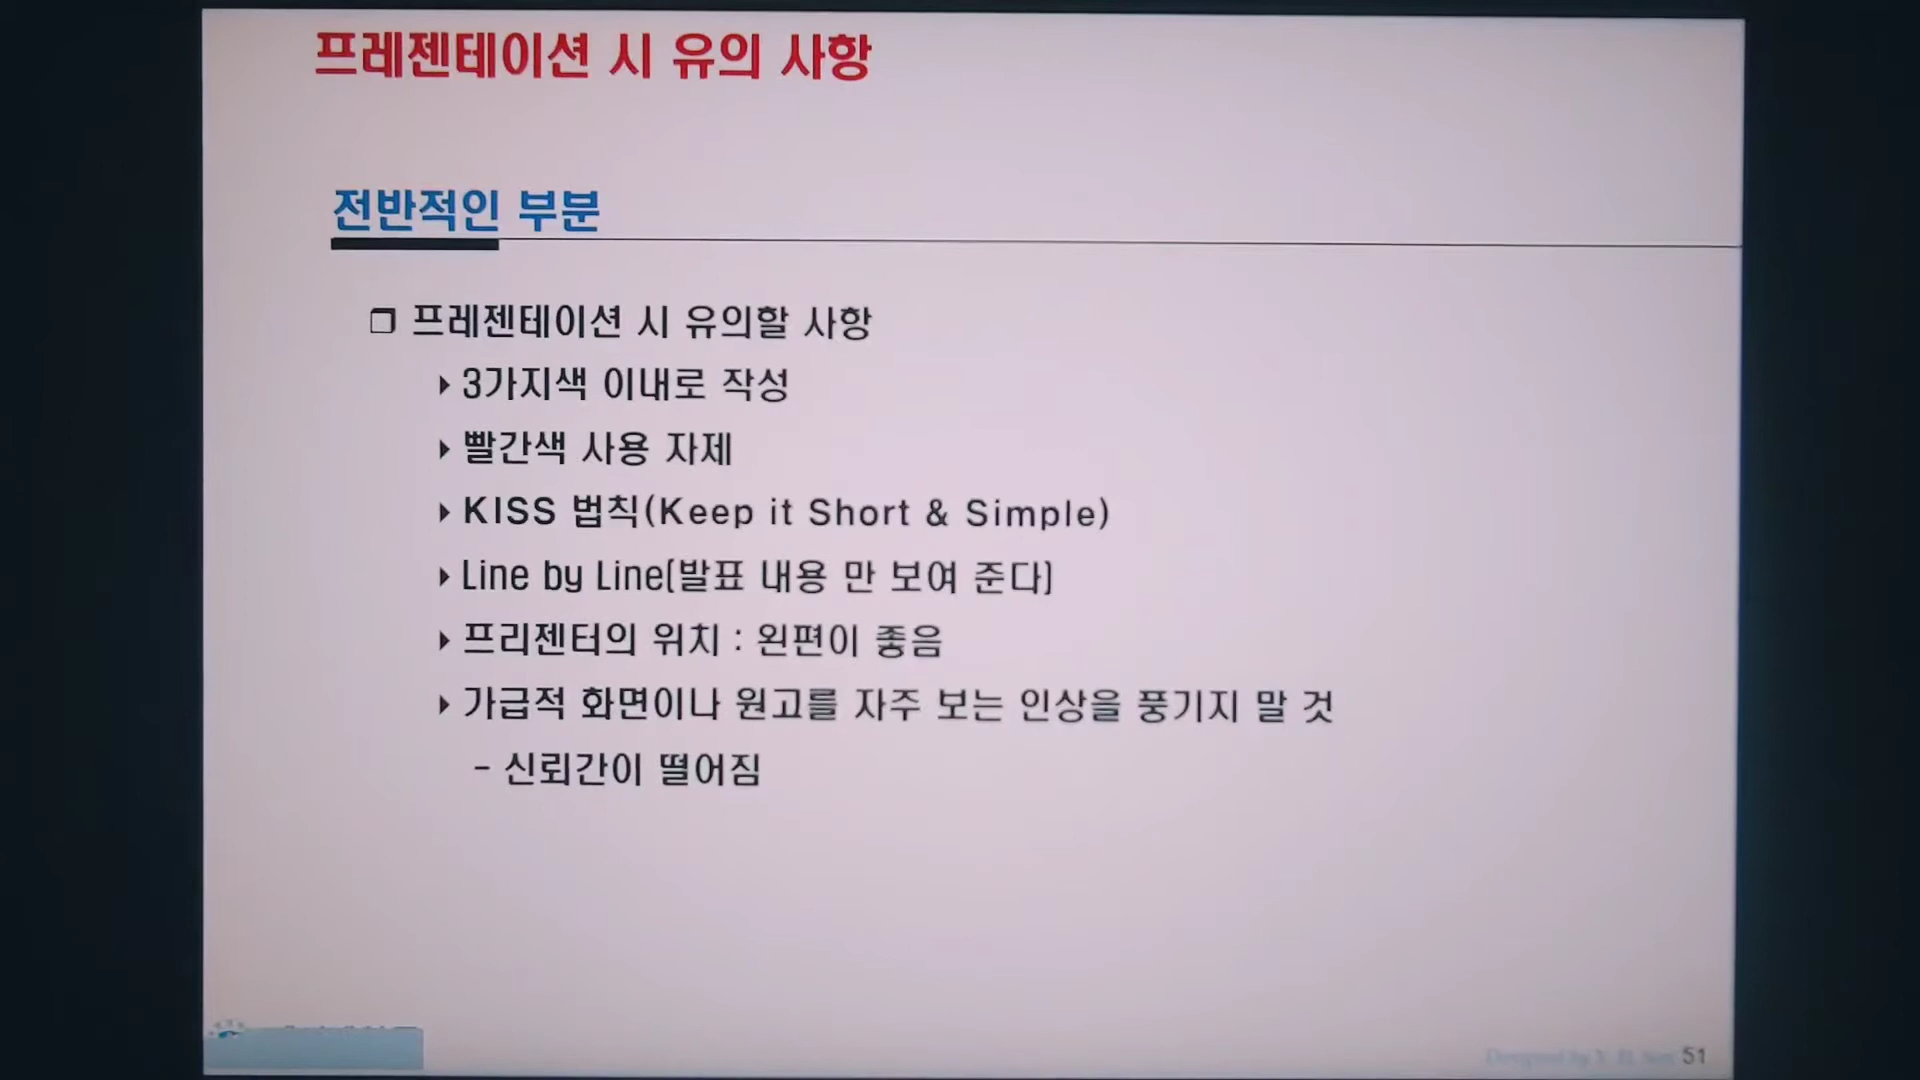 프레젠테이션 시 유의 사항
전반적인 부분
❒ 프레젠테이션 시 유의할 사항
▸ 3가지색 이내로 작성
▸ 빨간색 사용 자제
▸ KISS 법칙(Keep it Short & Simple)
▸ Line by Line(발표 내용 만 보여 준다)
▸ 프리젠터의 위치 : 왼편이 좋음
▸ 가급적 화면이나 원고를 자주 보는 인상을 풍기지 말 것
- 신뢰간이 떨어짐
Designed by
51